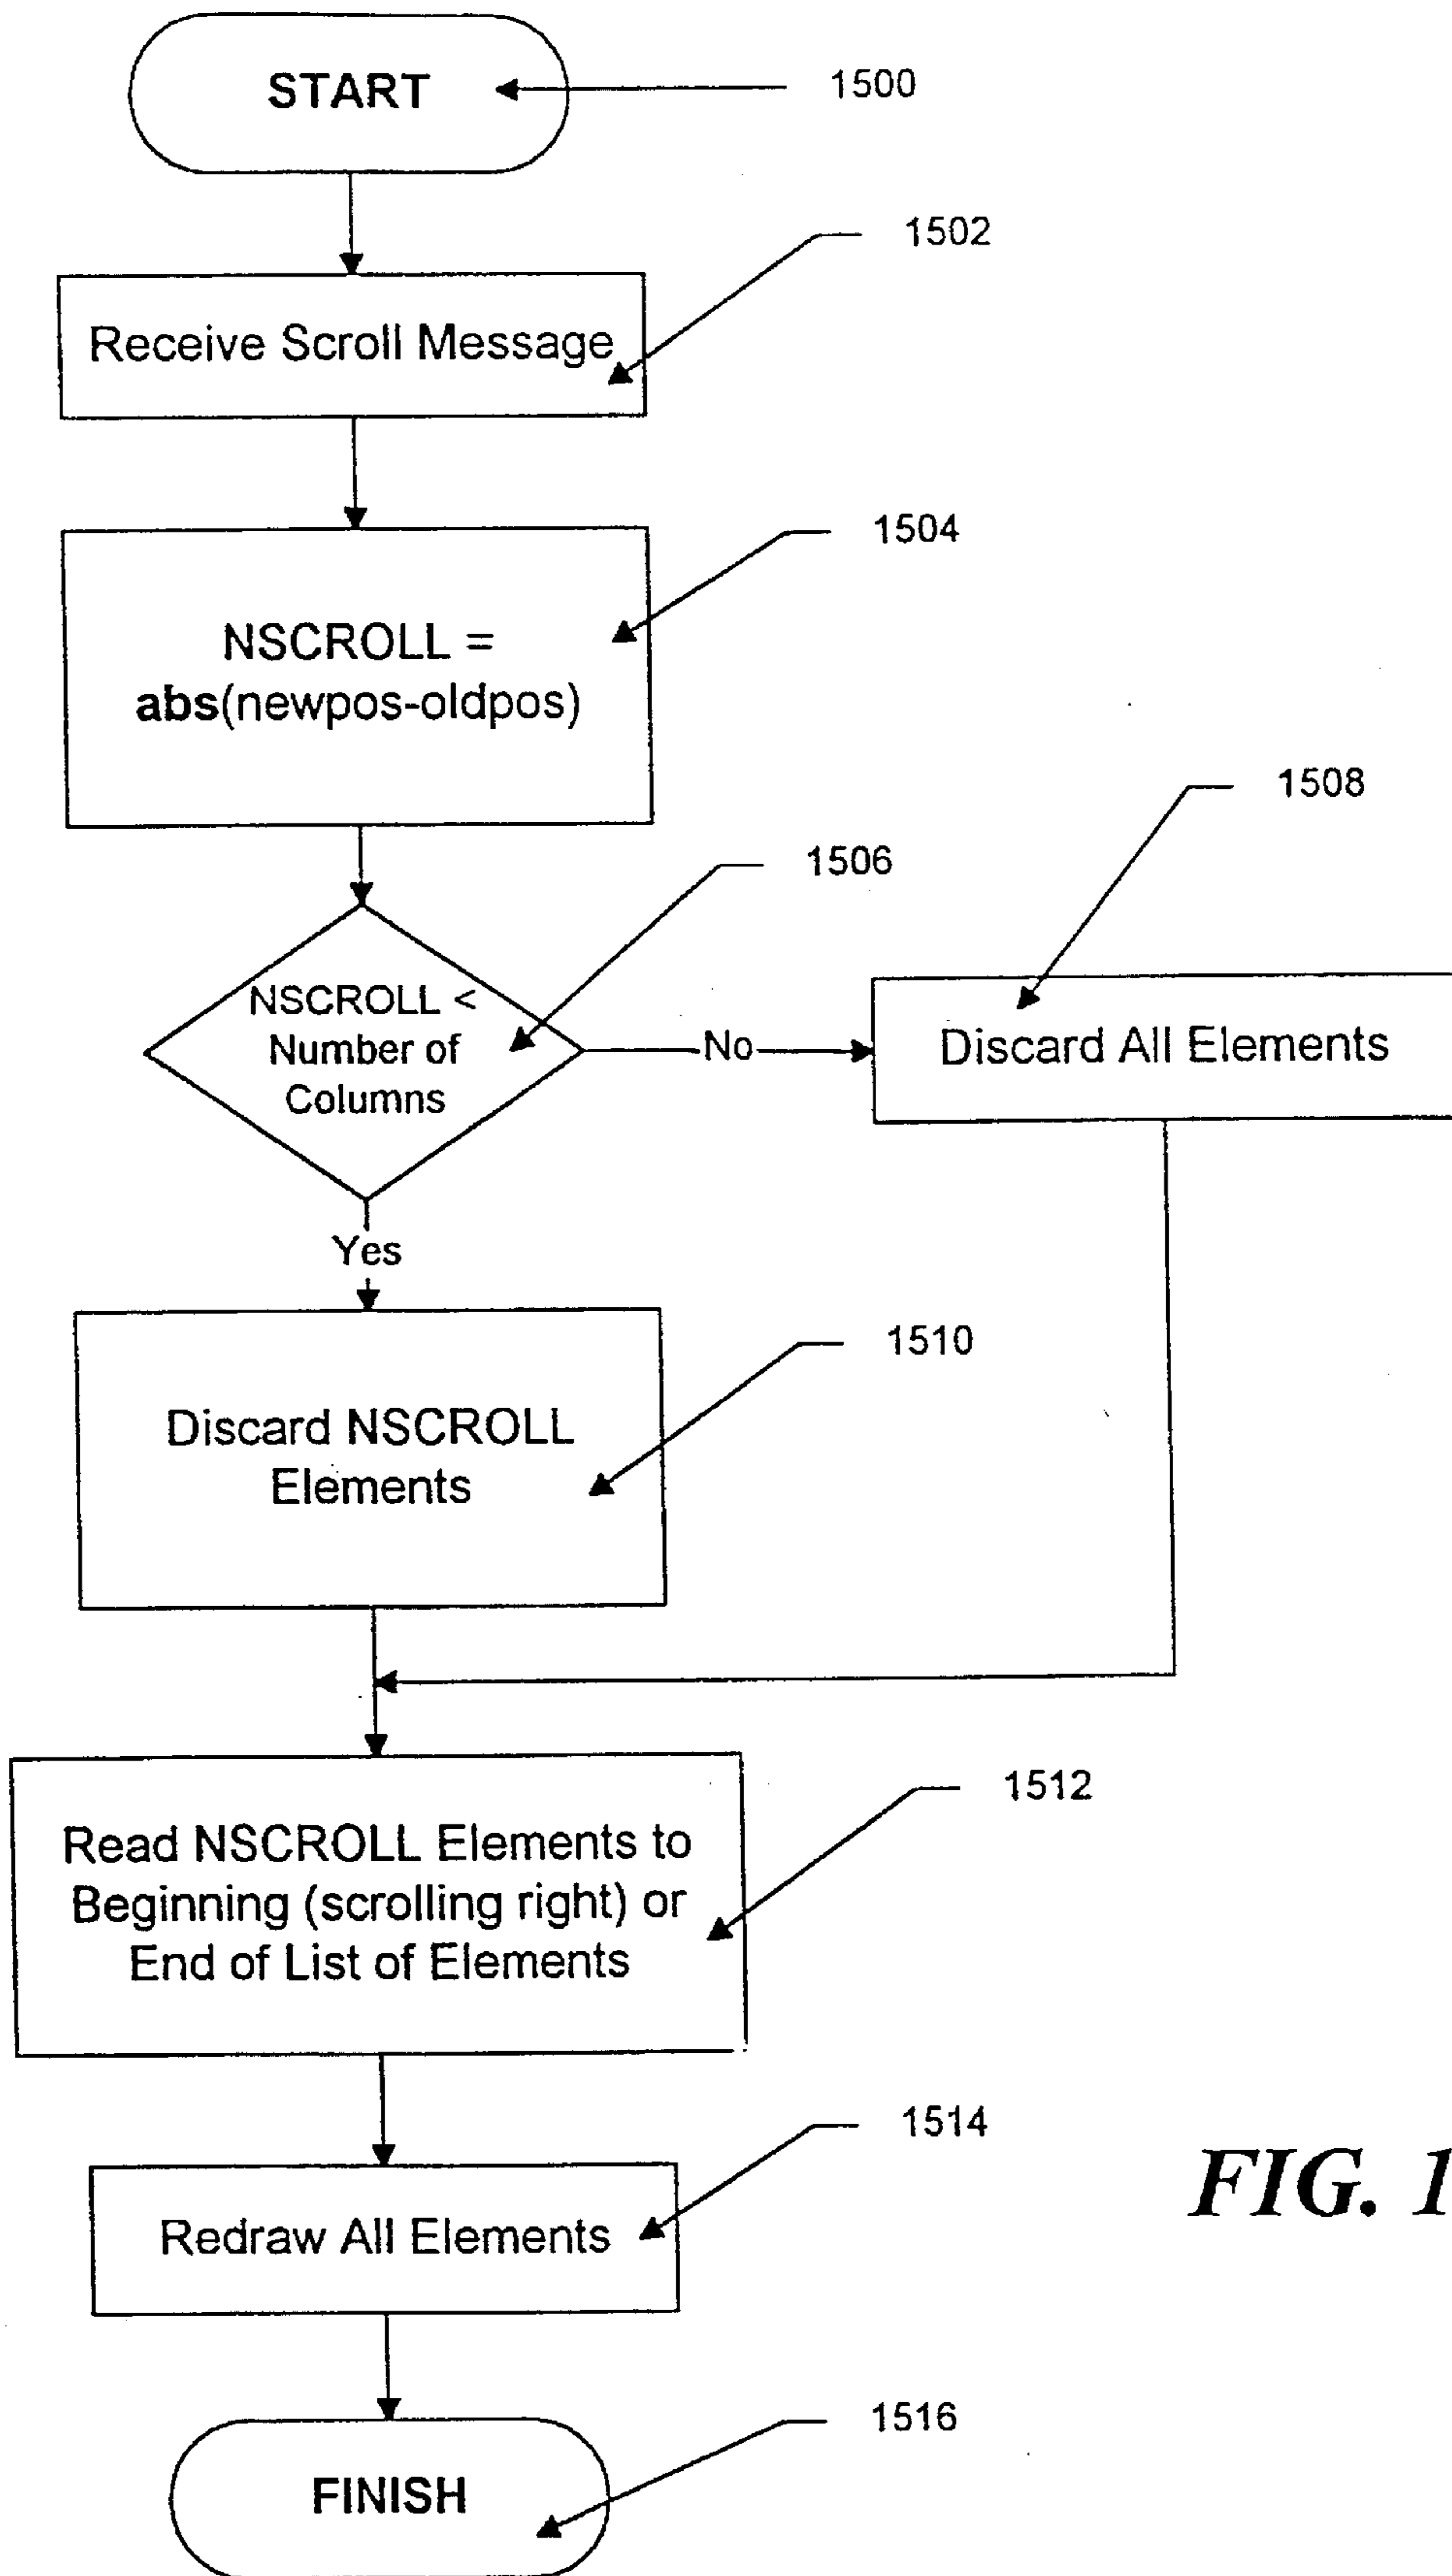 START
1500
1502
Receive Scroll Message
1504
NSCROLL =
abs(newpos-oldpos)
1506
1508
NSCROLL <
Number of
Columns
No
Discard All Elements
Yes
1510
Discard NSCROLL
Elements
1512
Read NSCROLL Elements to
Beginning (scrolling right) or
End of List of Elements
1514
Redraw All Elements
FIG. 1
1516
FINISH